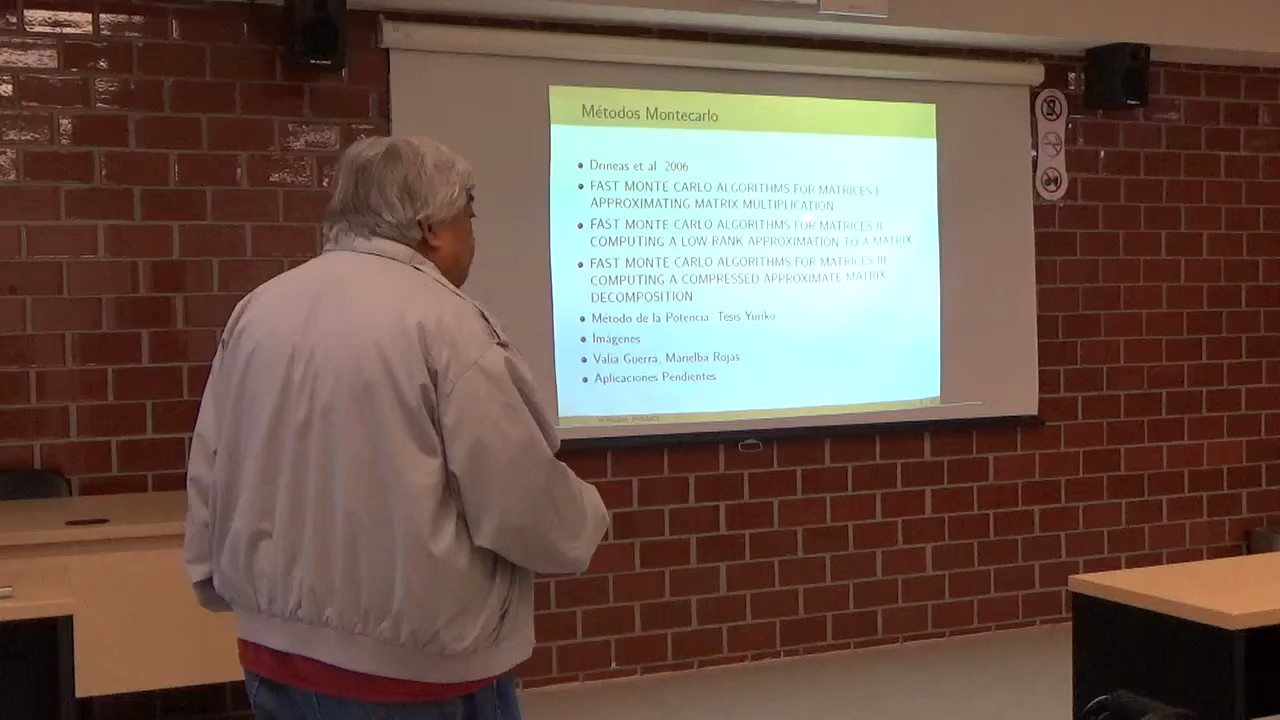 Métodos Montecarlo
Drineas et al 2006
FAST MONTE CARLO ALGORITHMS FOR MATRICES I
APPROXIMATING MATRIX MULTIPLICATION
FAST MONTE CARLO ALGORITHMS FOR MATRICES II
COMPUTING A LOW RANK APPROXIMATION TO A MATRIX
FAST MONTE CARLO ALGORITHMS FOR MATRICES III
COMPUTING A COMPRESSED APPROXIMATE MATRIX
DECOMPOSITION
Método de la Potencia Tesis Yuriko
Imágenes
Valia Guerra, Marielba Rojas
Aplicaciones Pendientes